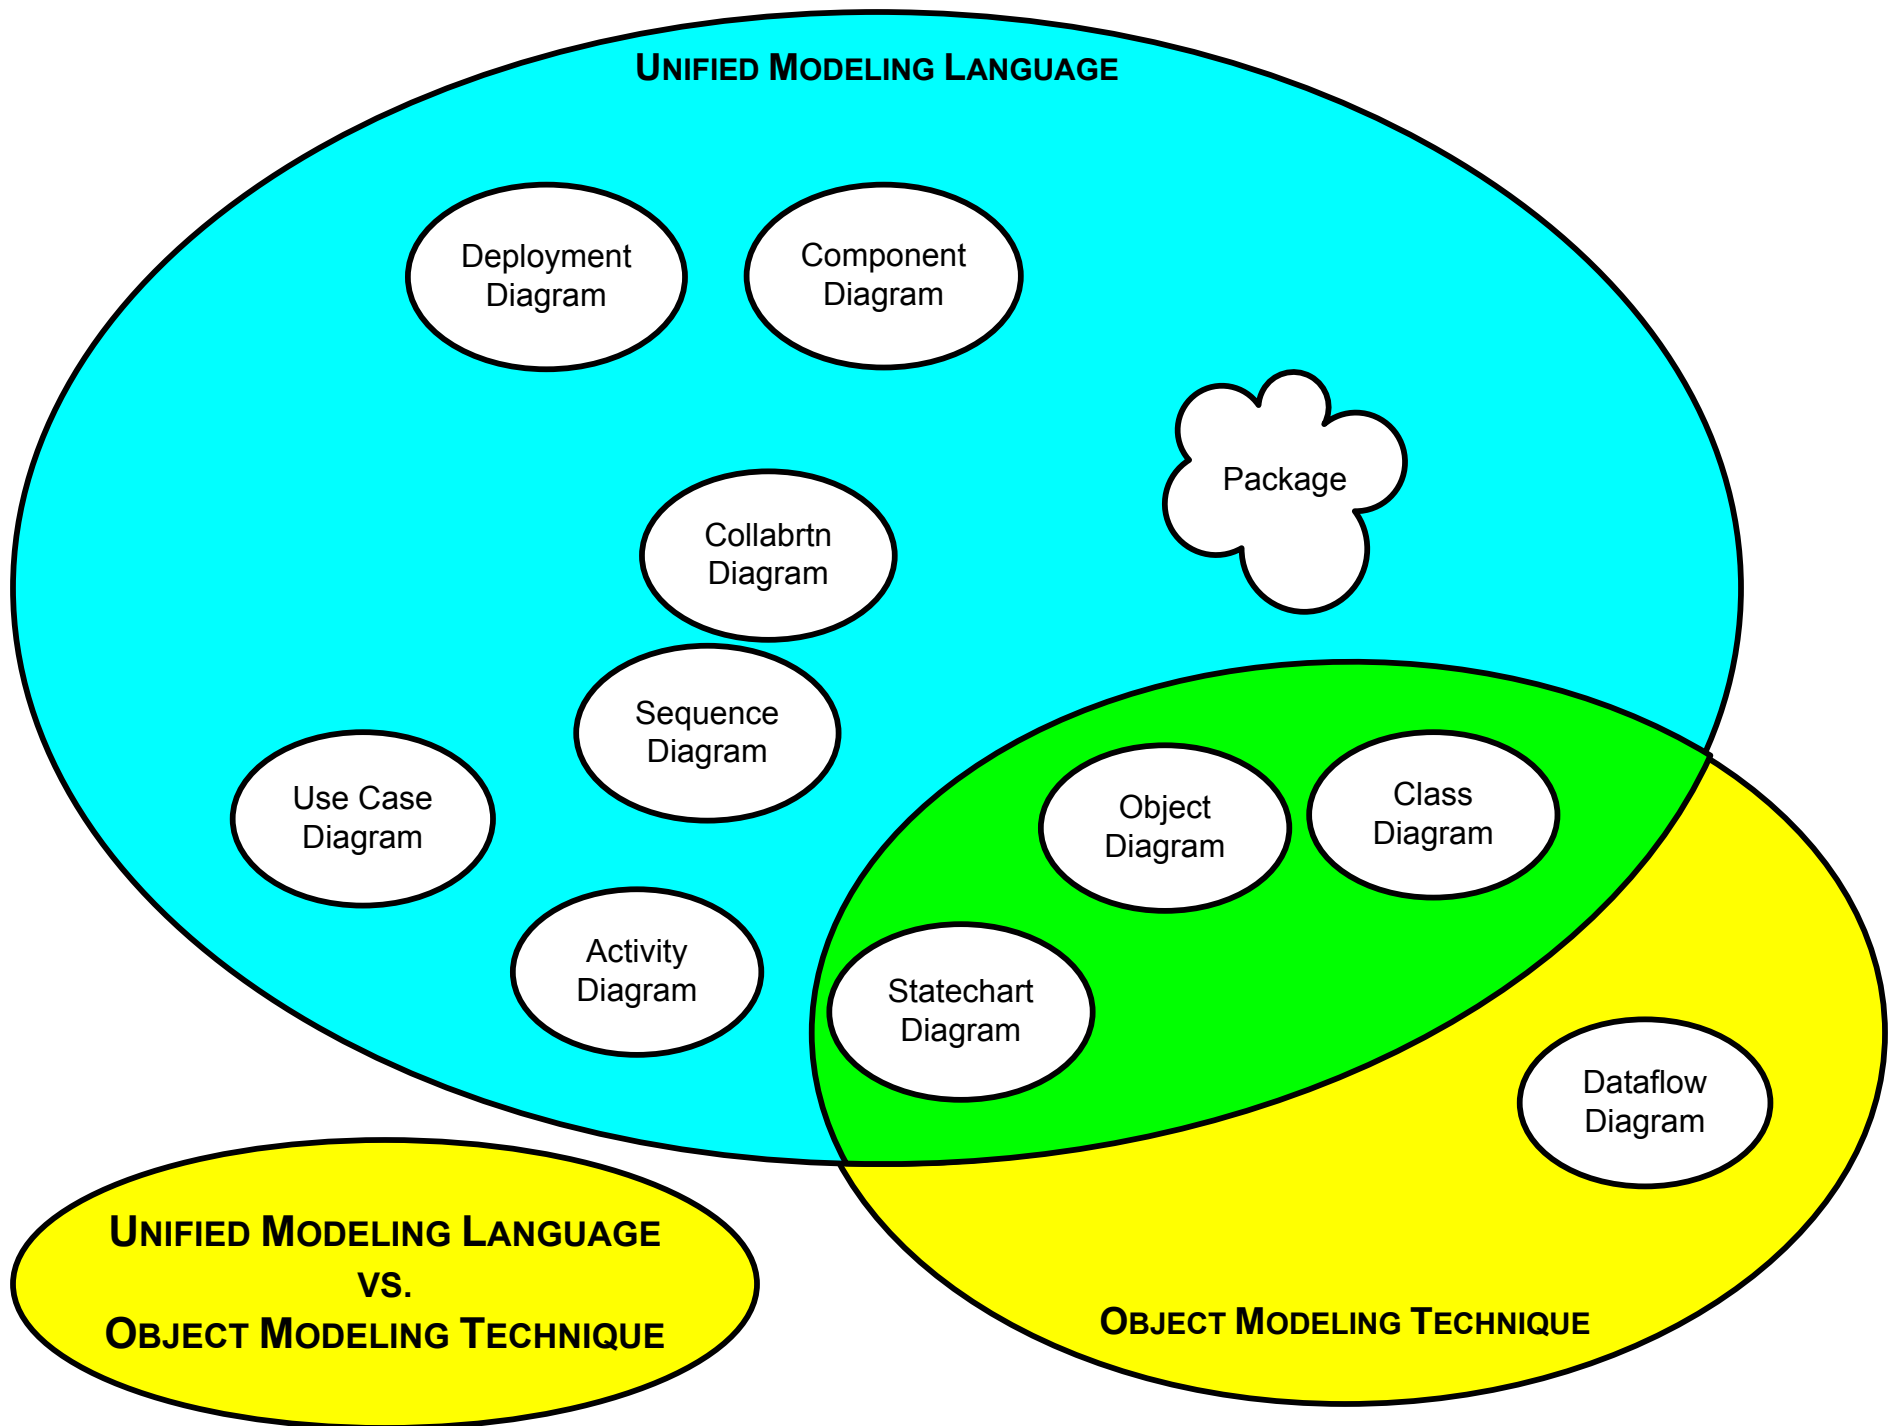 UNIFIED MODELING LANGUAGE
Deployment
Diagram
Component
Diagram
Package
Collabrtn
Diagram
Sequence
Diagram
Use Case
Diagram
Object
Diagram
Class
Diagram
Activity
Diagram
Statechart
Diagram
Dataflow
Diagram
UNIFIED MODELING LANGUAGE
VS.
OBJECT MODELING TECHNIQUE
OBJECT MODELING TECHNIQUE